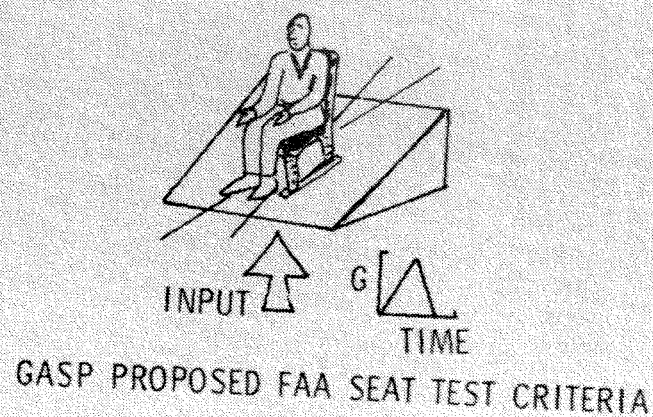 INPUT
G
TIME
GASP PROPOSED FAA SEAT TEST CRITERIA